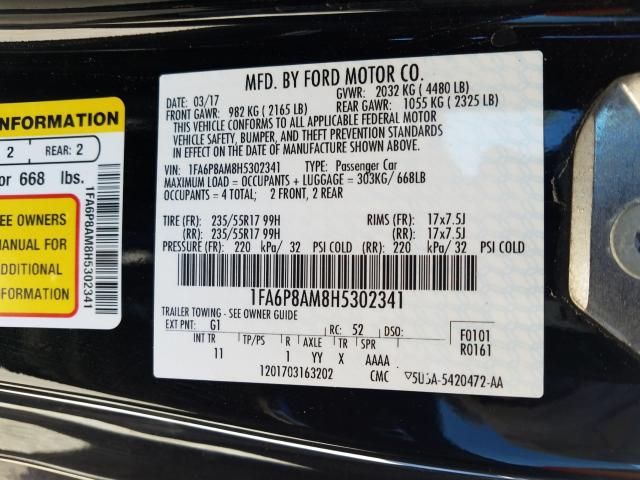 MFD. BY FORD MOTOR CO.
DATE: 03/17 GVWR: 2032 KG ( 4480 LB)
FRONT GAWR: 982 KG ( 2165 LB) REAR GAWR: 1055 KG ( 2325 LB)
THIS VEHICLE CONFORMS TO ALL APPLICABLE FEDERAL MOTOR
VEHICLE SAFETY, BUMPER, AND THEFT PREVENTION STANDARDS
IN EFFECT ON THE DATE OF MANUFACTURE SHOWN ABOVE.
VIN: 1FA6P8AM8H5302341 TYPE: Passenger Car
MAXIMUM LOAD = OCCUPANTS + LUGGAGE = 303KG/ 668LB
OCCUPANTS = 4 TOTAL; 2 FRONT, 2 REAR
TIRE (FR) 235/55R17 99H RIMS (FR) 17x7.5J
(RR) 235/55R17 99H (RR) 17x7.5J
PRESSURE (FR) 220 kPa/ 32 PSI COLD (RR) 220 kPa/ 32 PSI COLD
1FA6P8AM8H5302341
TRAILER TOWING - SEE OWNER GUIDE
EXT PNT: G1 RC: 52 DSO: F0101
INT TR TP/PS R AXLE TR SPR R0161
11 1 YY X AAAA
1201703163202 CMC
5U5A-5420472-AA
INFORMATION
2 REAR: 2
or 668 lbs.
SEE OWNERS
MANUAL FOR
ADDITIONAL
INFORMATION
1FA6P8AM8H5302341